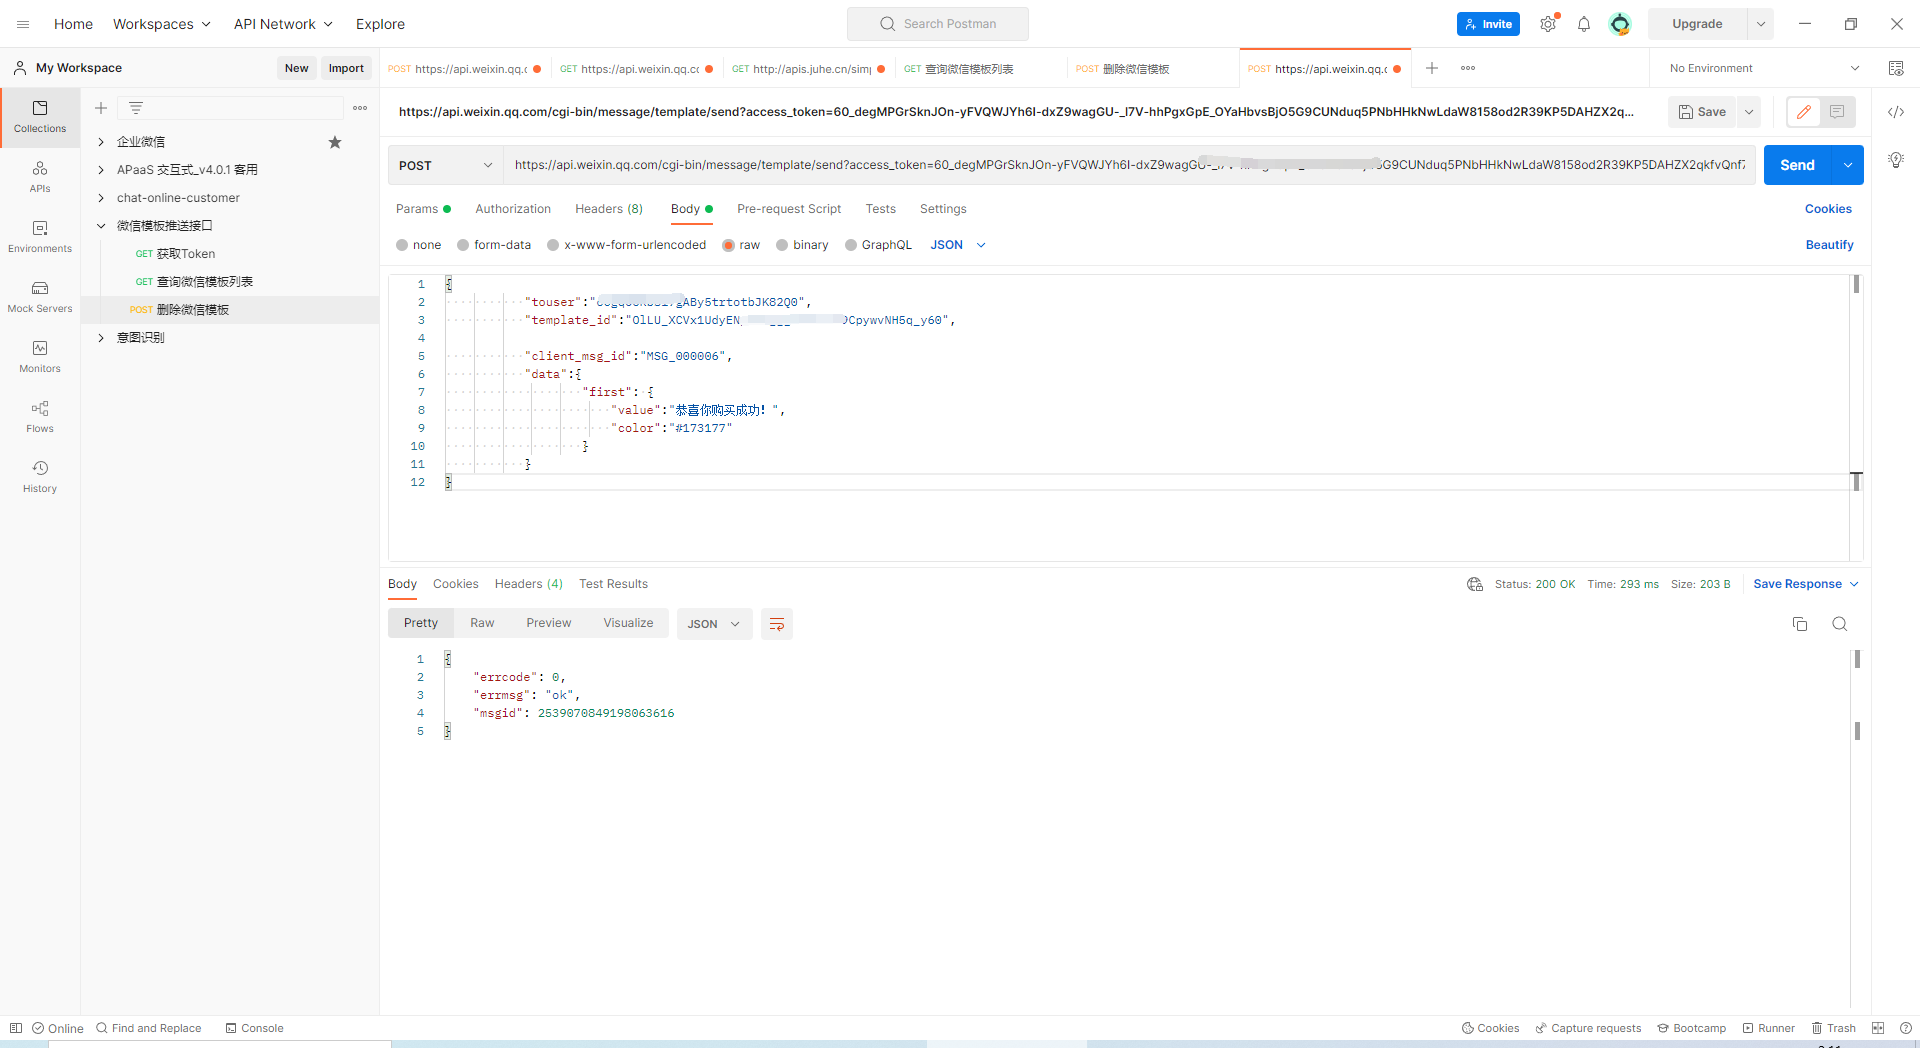 Home Workspaces API Network Explore Search Postman Invite Upgrade
My Workspace New Import
POST https://api.weixin.qq.c GET https://api.weixin.qq.cc GET http://apis.juhe.cn/simp GET 查询微信模板列表 POST 删除微信模板 POST https://api.weixin.qq.c No Environment
Collections
APIs
Environments
Mock Servers
Monitors
Flows
History
企业微信
APaaS 交互式_v4.0.1 客用
chat-online-customer
微信模板推送接口
GET 获取Token
GET 查询微信模板列表
POST 删除微信模板
意图识别
https://api.weixin.qq.com/cgi-bin/message/template/send?access_token=60_degMPGrSknJOn-yFVQWJYh6I-dxZ9wagGU-_l7V-hhPgxGpE_OYaHbvsBjO5G9CUNduq5PNbHHkNwLdaW8158od2R39KP5DAHZX2q... Save
POST https://api.weixin.qq.com/cgi-bin/message/template/send?access_token=60_degMPGrSknJOn-yFVQWJYh6I-dxZ9wagG G9CUNduq5PNbHHkNwLdaW8158od2R39KP5DAHZX2qkfvQnf7 Send
Params Authorization Headers (8) Body Pre-request Script Tests Settings Cookies
none form-data x-www-form-urlencoded raw binary GraphQL JSON Beautify
1 {
2 "touser":" ABy5trtotbJK82Q0",
3 "template_id":"OlLU_XCVx1UdyEN CpywvNH5q_y60",
4
5 "client_msg_id":"MSG_000006",
6 "data":{
7 "first": {
8 "value":"恭喜你购买成功！",
9 "color":"#173177"
10 }
11 }
12 }
Body Cookies Headers (4) Test Results Status: 200 OK Time: 293 ms Size: 203 B Save Response
Pretty Raw Preview Visualize JSON
1 {
2 "errcode": 0,
3 "errmsg": "ok",
4 "msgid": 2539070849198063616
5 }
Online Find and Replace Console Cookies Capture requests Bootcamp Runner Trash